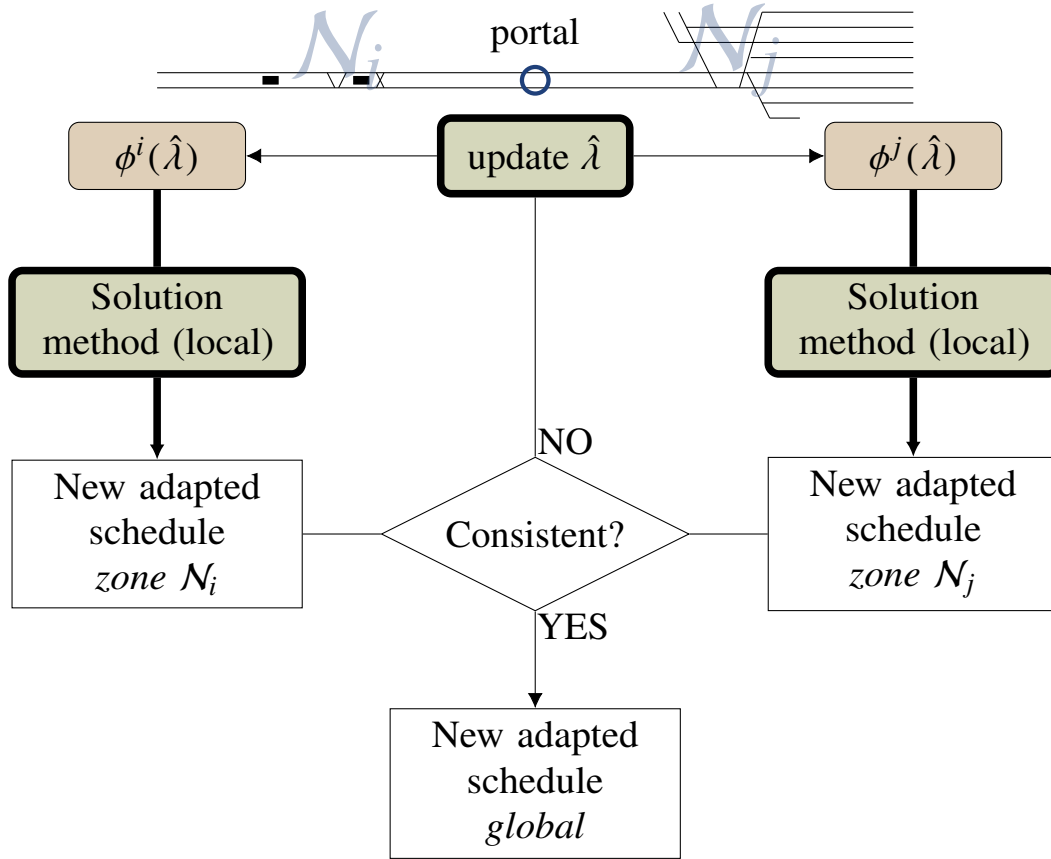 𝒩ᵢ
portal
𝒩ⱼ
ϕⁱ(λ̂)
update λ̂
ϕʲ(λ̂)
Solution
method (local)
Solution
method (local)
NO
New adapted
schedule
zone 𝒩ᵢ
Consistent?
New adapted
schedule
zone 𝒩ⱼ
YES
New adapted
schedule
global